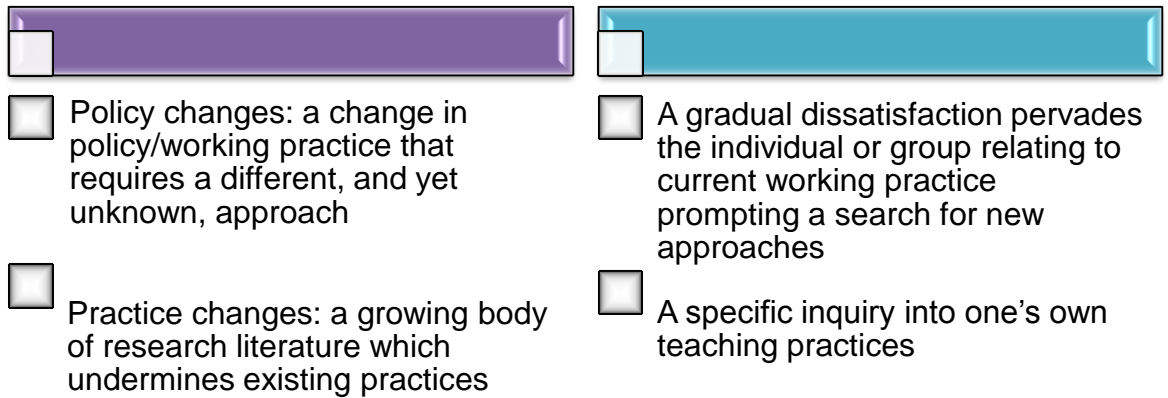 Policy changes: a change in
policy/working practice that
requires a different, and yet
unknown, approach
Practice changes: a growing body
of research literature which
undermines existing practices
A gradual dissatisfaction pervades
the individual or group relating to
current working practice
prompting a search for new
approaches
A specific inquiry into one’s own
teaching practices